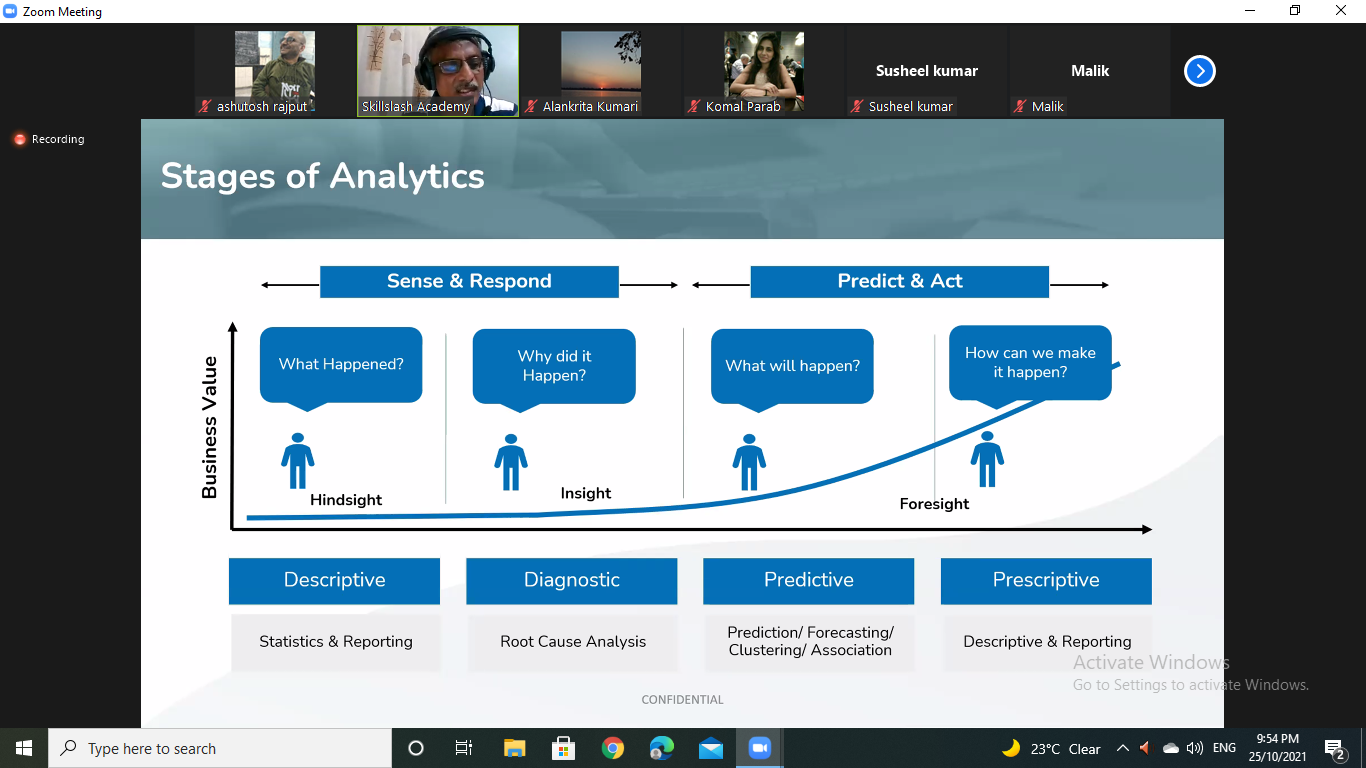 Zoom Meeting
Susheel kumar
Malik
ashutosh rajput
Skillslash Academy
Alankrita Kumari
Komal Parab
Susheel kumar
Malik
Recording
Stages of Analytics
Sense & Respond
Predict & Act
Business Value
What Happened?
Why did it
Happen?
What will happen?
How can we make
it happen?
Hindsight
Insight
Foresight
Descriptive
Diagnostic
Predictive
Prescriptive
Statistics & Reporting
Root Cause Analysis
Prediction/ Forecasting/
Clustering/ Association
Descriptive & Reporting
Activate Windows
Go to Settings to activate Windows.
CONFIDENTIAL
Type here to search
23°C Clear
ENG
9:54 PM
25/10/2021
2